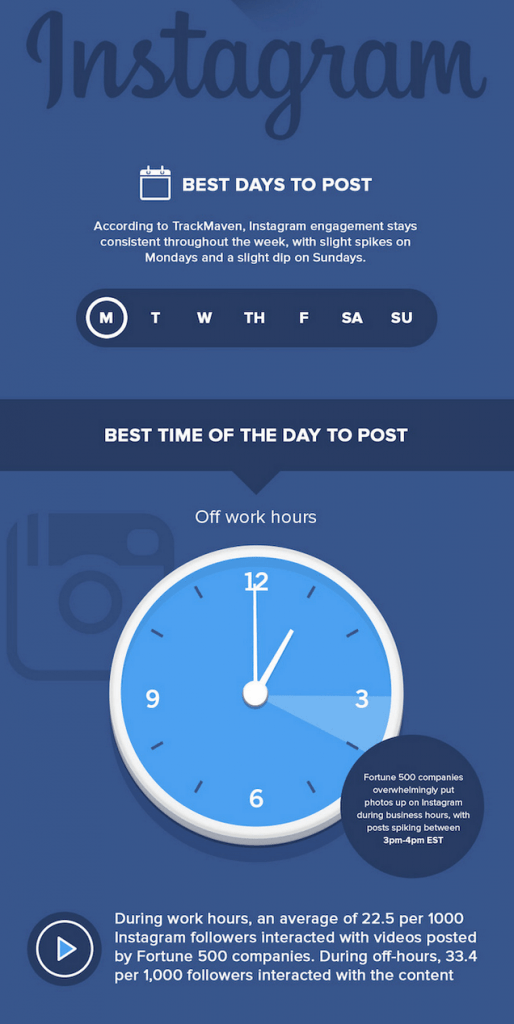 Instagram
BEST DAYS TO POST
According to TrackMaven, Instagram engagement stays
consistent throughout the week, with slight spikes on
Mondays and a slight dip on Sundays.
M T W TH F SA SU
BEST TIME OF THE DAY TO POST
Off work hours
12
9 3
6
Fortune 500 companies
overwhelmingly put
photos up on Instagram
during business hours, with
posts spiking between
3pm-4pm EST
During work hours, an average of 22.5 per 1000
Instagram followers interacted with videos posted
by Fortune 500 companies. During off-hours, 33.4
per 1,000 followers interacted with the content